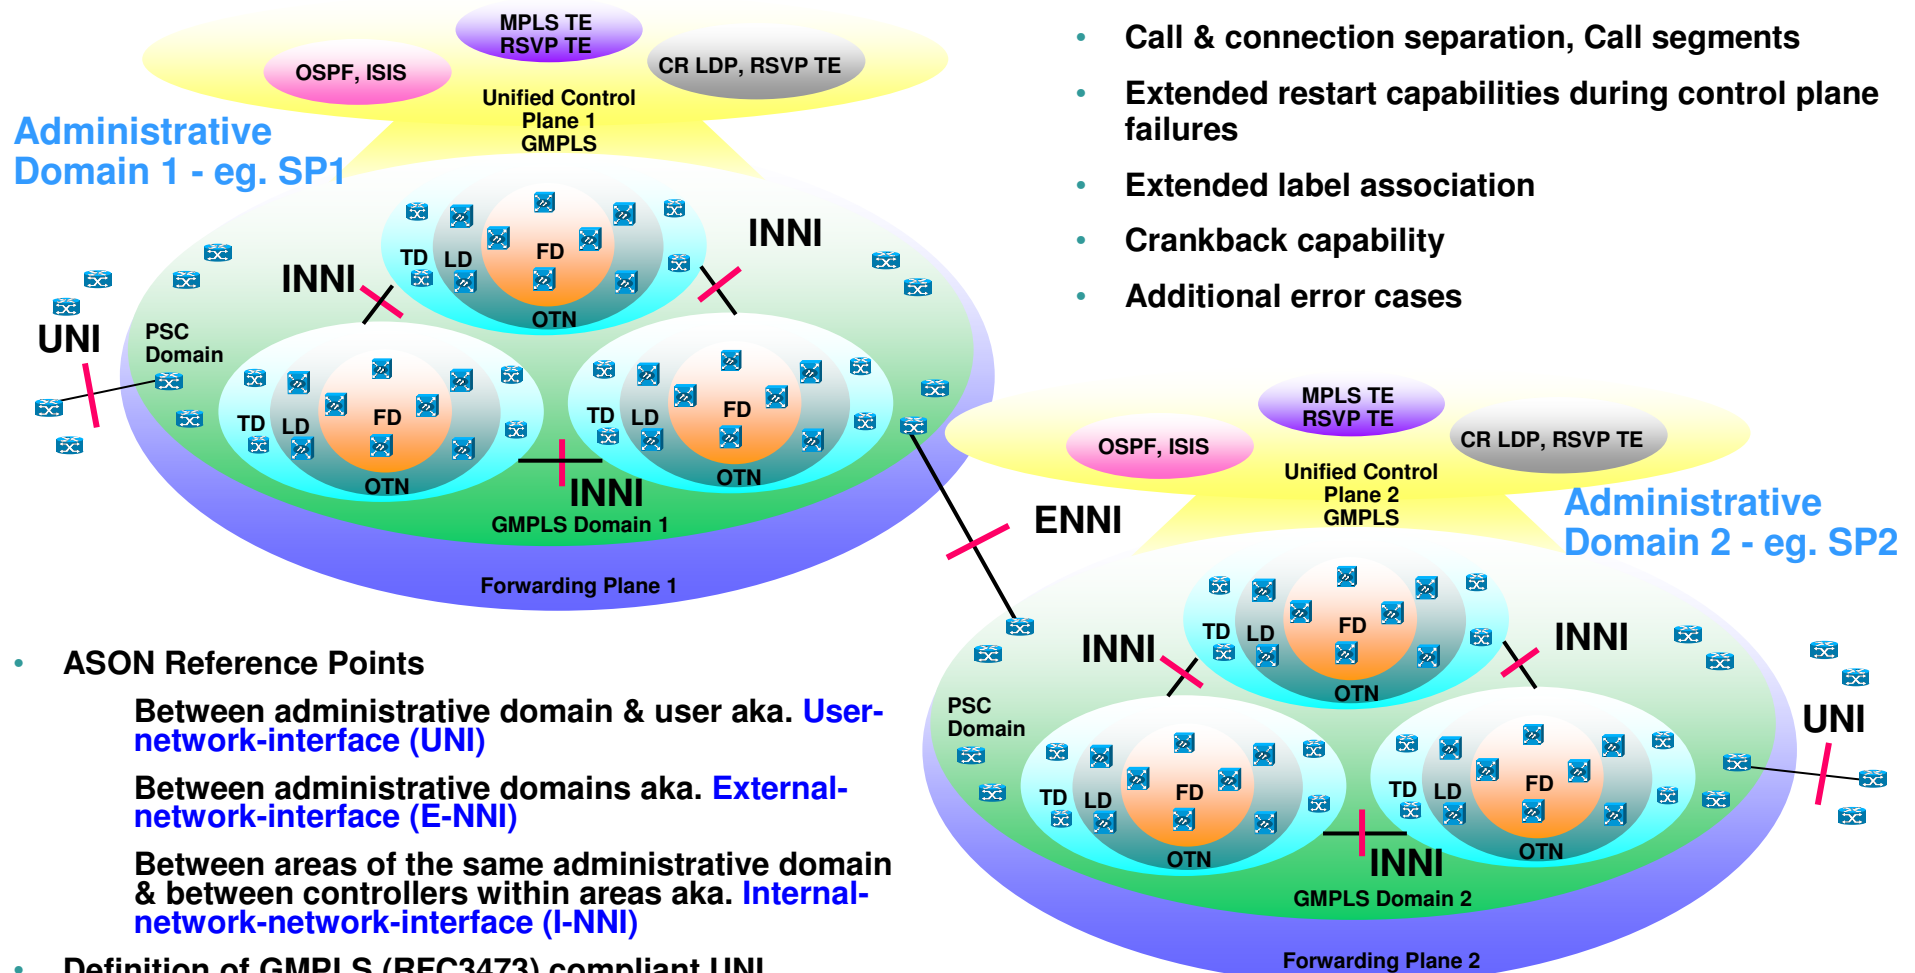 MPLS TE
RSVP TE
OSPF, ISIS
CR LDP, RSVP TE
Unified Control
Plane 1
GMPLS
Administrative
Domain 1 - eg. SP1
INNI
INNI
TD
LD
FD
OTN
UNI
PSC
Domain
TD
LD
FD
OTN
TD
LD
FD
OTN
INNI
GMPLS Domain 1
Forwarding Plane 1
• Call & connection separation, Call segments
• Extended restart capabilities during control plane
failures
• Extended label association
• Crankback capability
• Additional error cases
ENNI
MPLS TE
RSVP TE
OSPF, ISIS
CR LDP, RSVP TE
Unified Control
Plane 2
GMPLS
Administrative
Domain 2 - eg. SP2
INNI
INNI
TD
LD
FD
OTN
PSC
Domain
UNI
TD
LD
FD
OTN
TD
LD
FD
OTN
INNI
GMPLS Domain 2
Forwarding Plane 2
• ASON Reference Points
Between administrative domain & user aka. User-
network-interface (UNI)
Between administrative domains aka. External-
network-interface (E-NNI)
Between areas of the same administrative domain
& between controllers within areas aka. Internal-
network-network-interface (I-NNI)
• Definition of GMPLS (RFC3473) compliant UNI